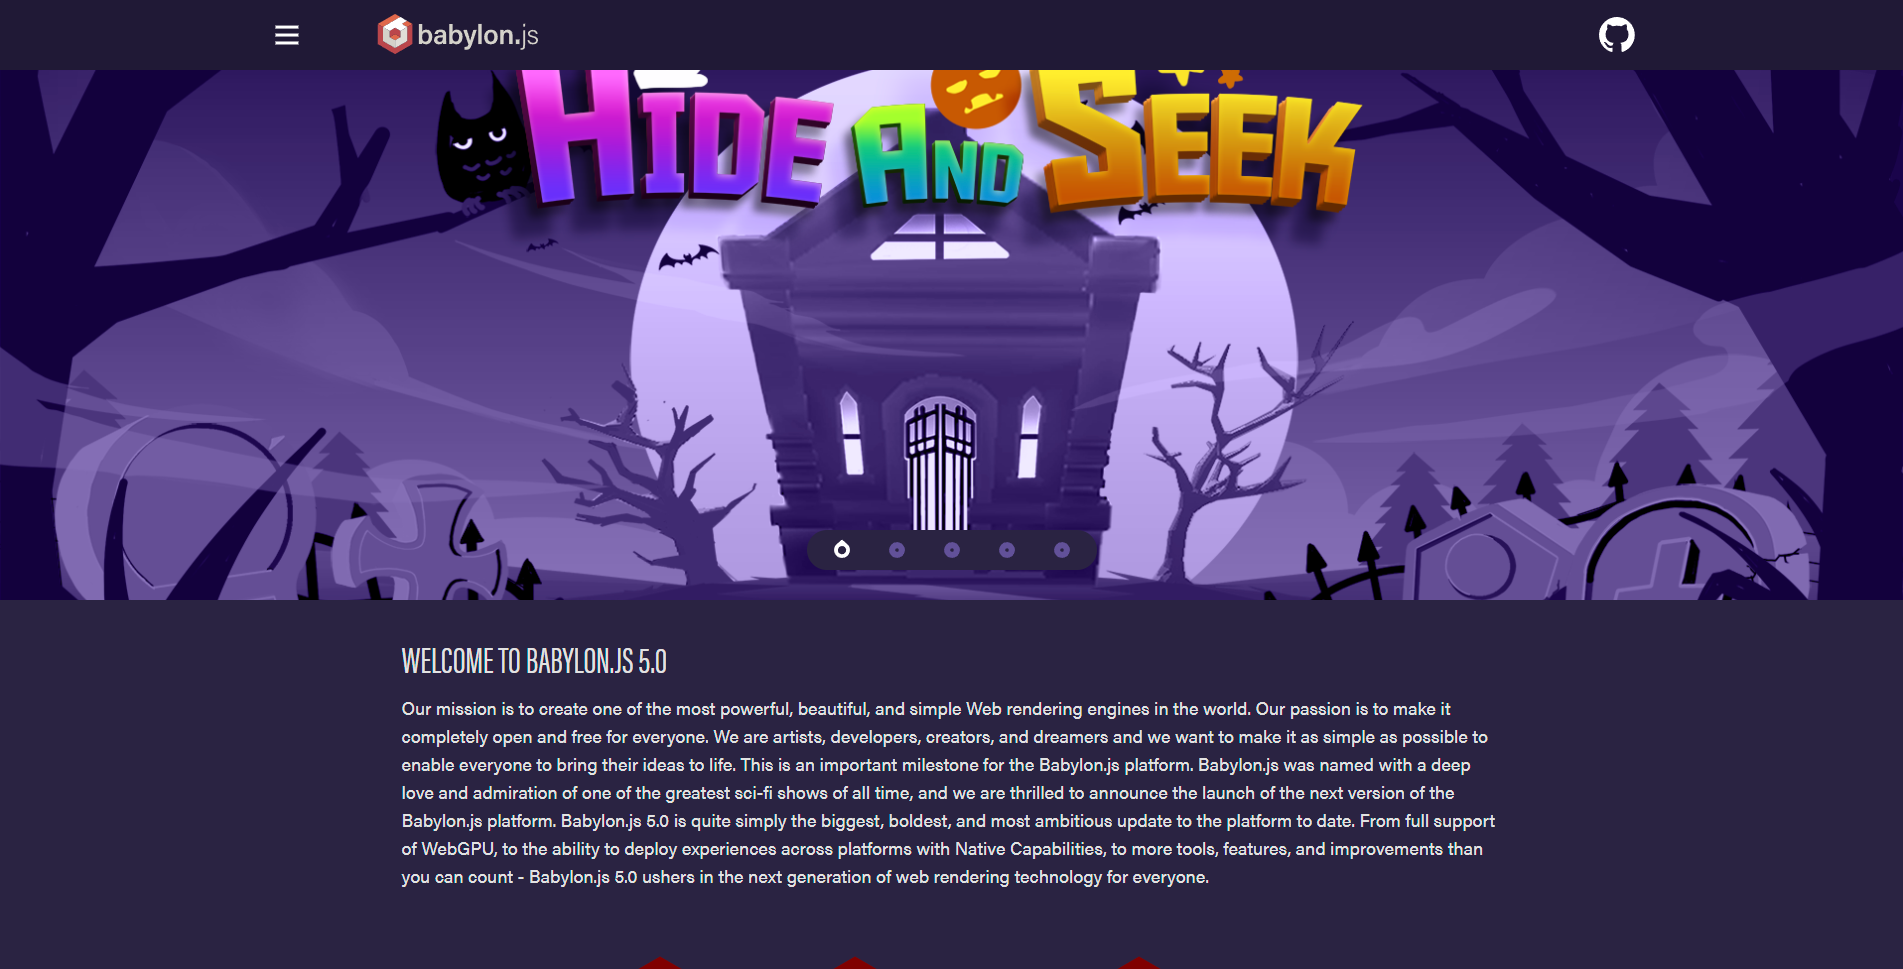 babylon.js
HIDE AND SEEK
WELCOME TO BABYLON.JS 5.0
Our mission is to create one of the most powerful, beautiful, and simple Web rendering engines in the world. Our passion is to make it
completely open and free for everyone. We are artists, developers, creators, and dreamers and we want to make it as simple as possible to
enable everyone to bring their ideas to life. This is an important milestone for the Babylon.js platform. Babylon.js was named with a deep
love and admiration of one of the greatest sci-fi shows of all time, and we are thrilled to announce the launch of the next version of the
Babylon.js platform. Babylon.js 5.0 is quite simply the biggest, boldest, and most ambitious update to the platform to date. From full support
of WebGPU, to the ability to deploy experiences across platforms with Native Capabilities, to more tools, features, and improvements than
you can count - Babylon.js 5.0 ushers in the next generation of web rendering technology for everyone.